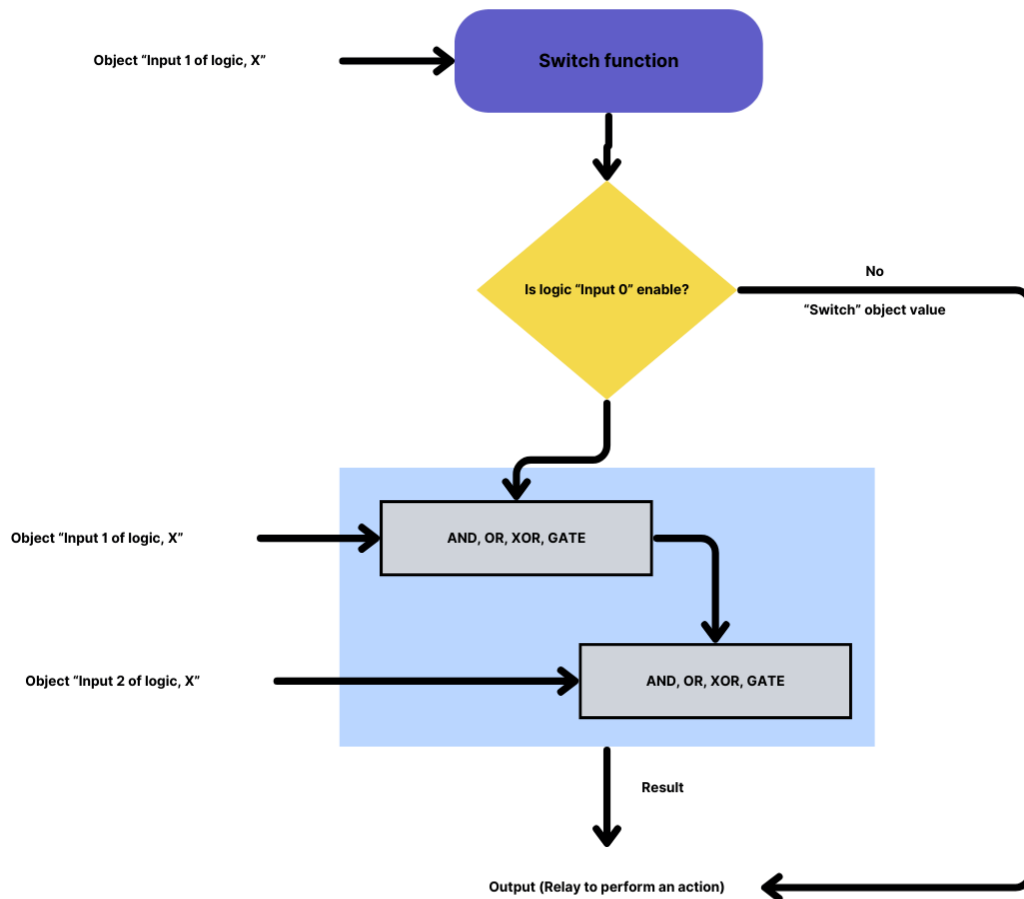 Object “Input 1 of logic, X”
Switch function
Is logic “Input 0” enable?
No
“Switch” object value
Object “Input 1 of logic, X”
AND, OR, XOR, GATE
Object “Input 2 of logic, X”
AND, OR, XOR, GATE
Result
Output (Relay to perform an action)